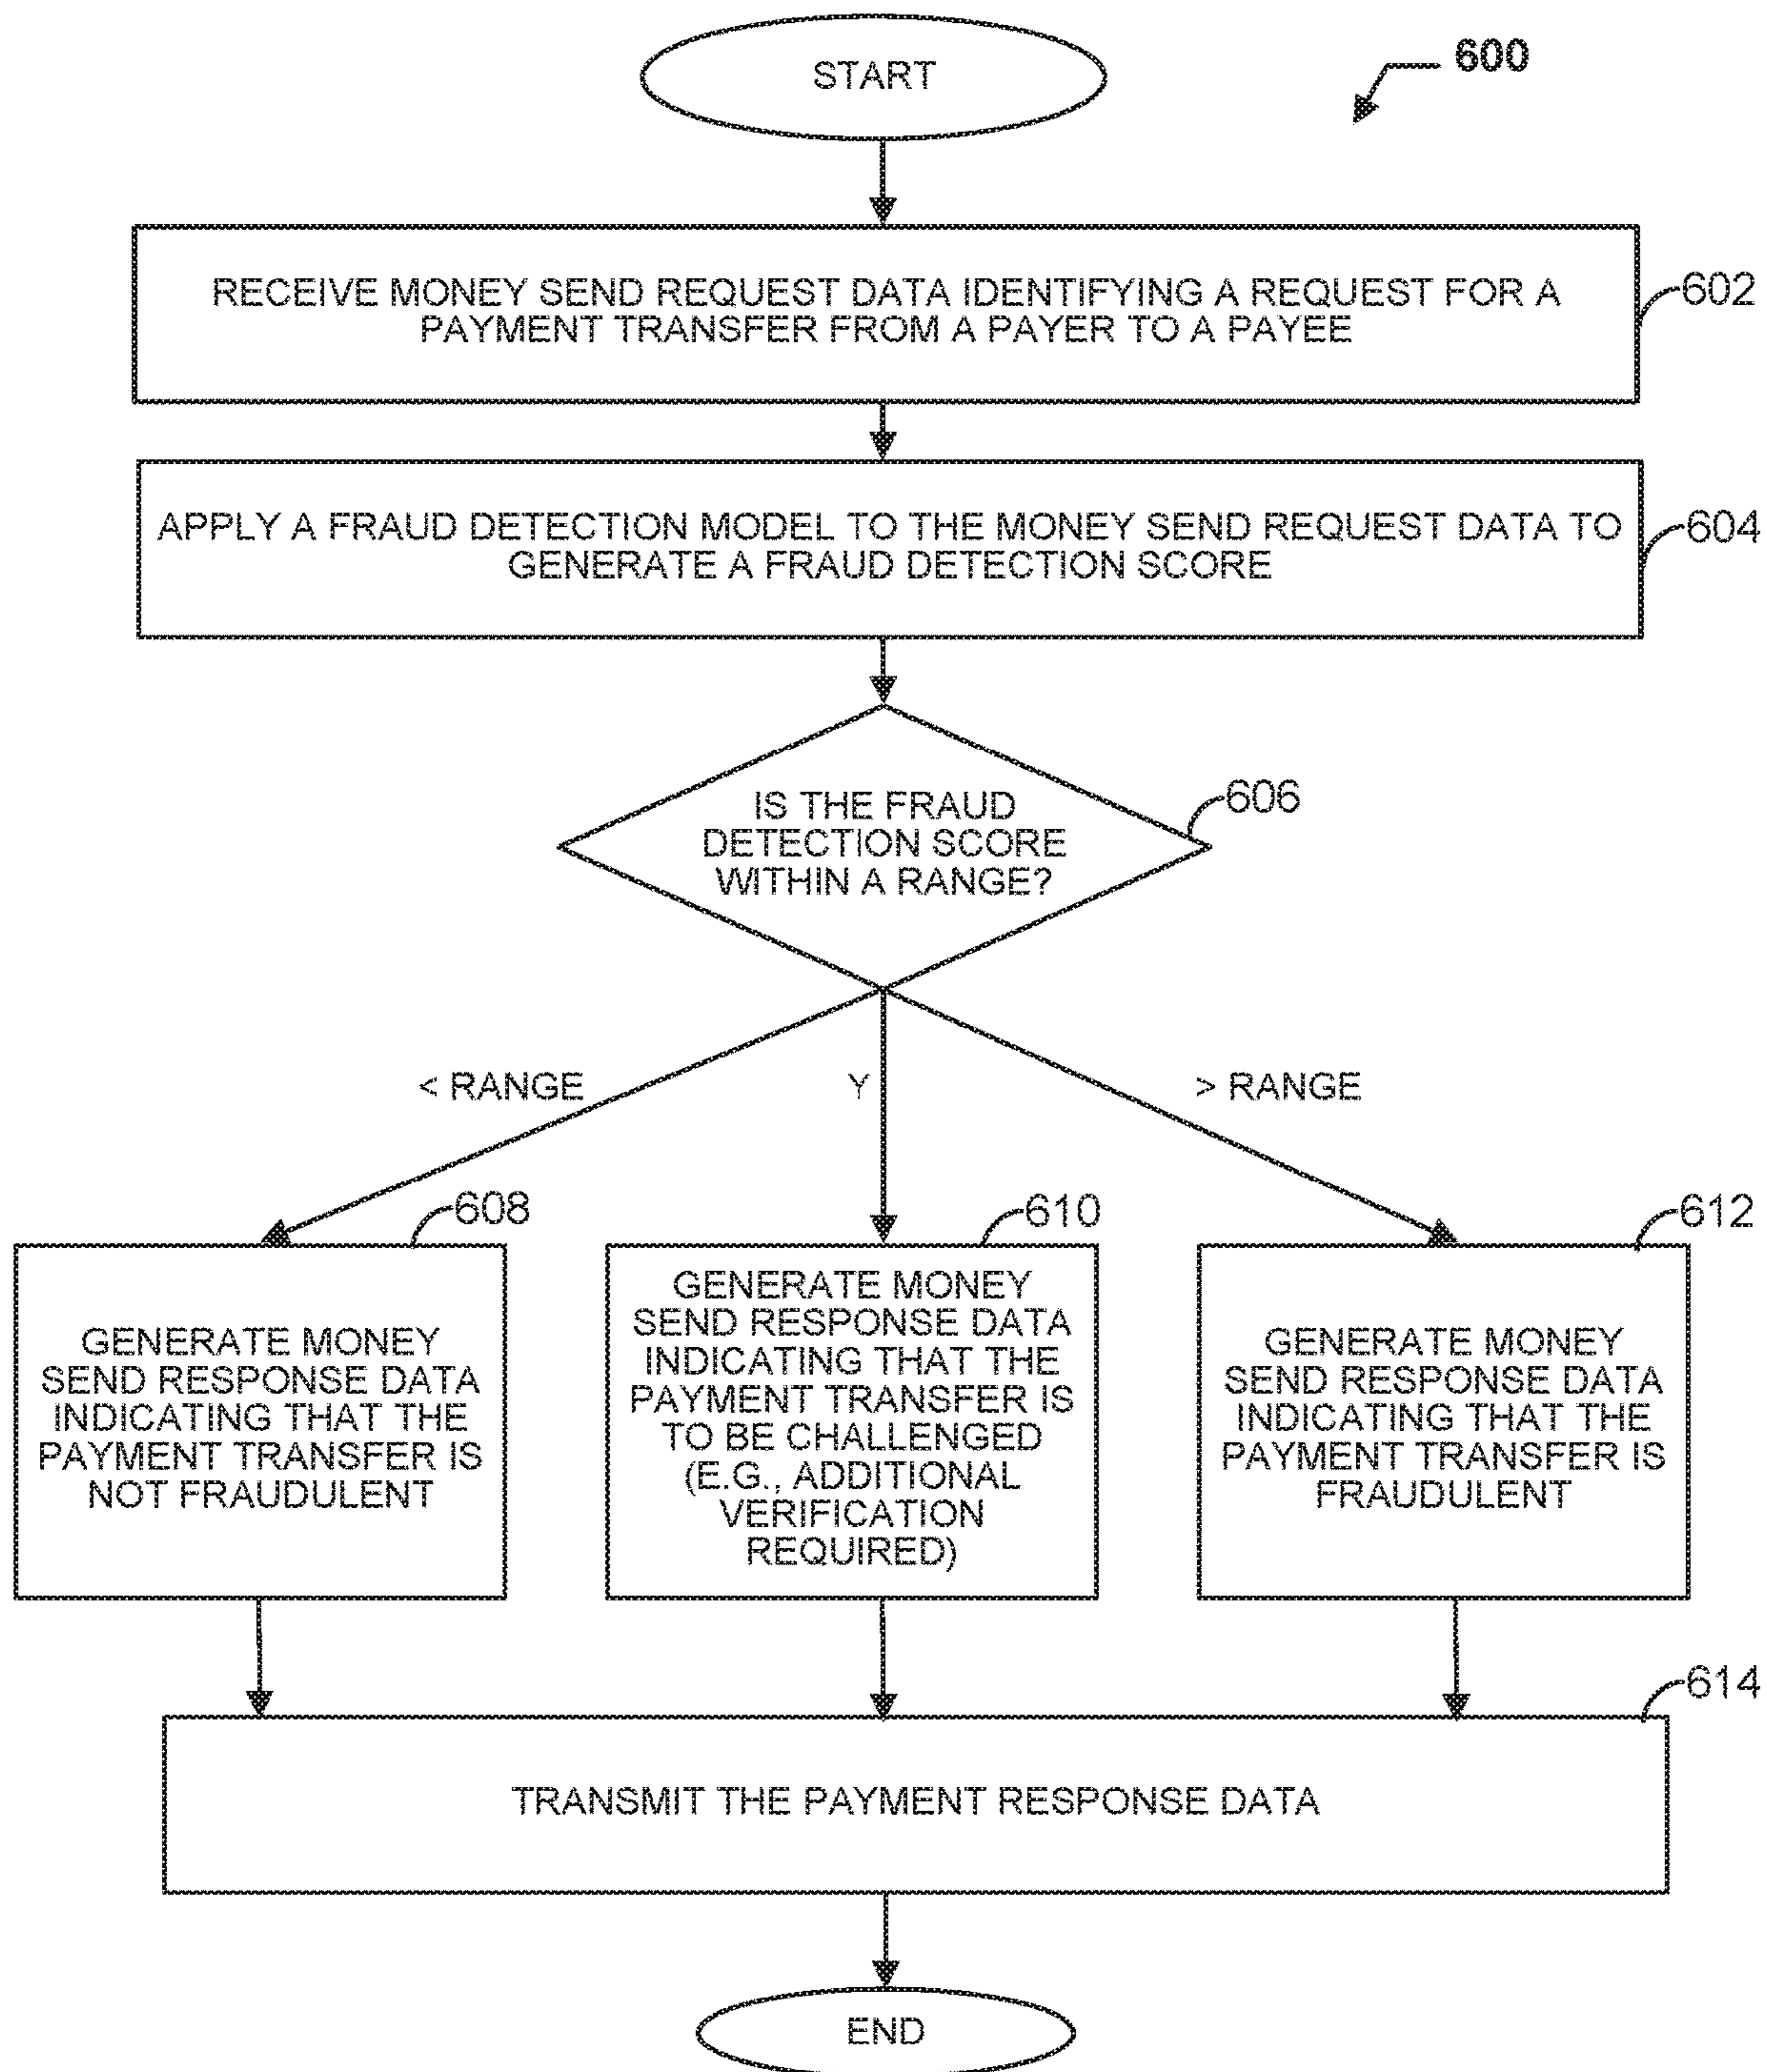 START
600
RECEIVE MONEY SEND REQUEST DATA IDENTIFYING A REQUEST FOR A
PAYMENT TRANSFER FROM A PAYER TO A PAYEE
602
APPLY A FRAUD DETECTION MODEL TO THE MONEY SEND REQUEST DATA TO
GENERATE A FRAUD DETECTION SCORE
604
IS THE FRAUD
DETECTION SCORE
WITHIN A RANGE?
606
< RANGE
Y
> RANGE
608
GENERATE MONEY
SEND RESPONSE DATA
INDICATING THAT THE
PAYMENT TRANSFER IS
NOT FRAUDULENT
610
GENERATE MONEY
SEND RESPONSE DATA
INDICATING THAT THE
PAYMENT TRANSFER IS
TO BE CHALLENGED
(E.G., ADDITIONAL
VERIFICATION
REQUIRED)
612
GENERATE MONEY
SEND RESPONSE DATA
INDICATING THAT THE
PAYMENT TRANSFER IS
FRAUDULENT
614
TRANSMIT THE PAYMENT RESPONSE DATA
END